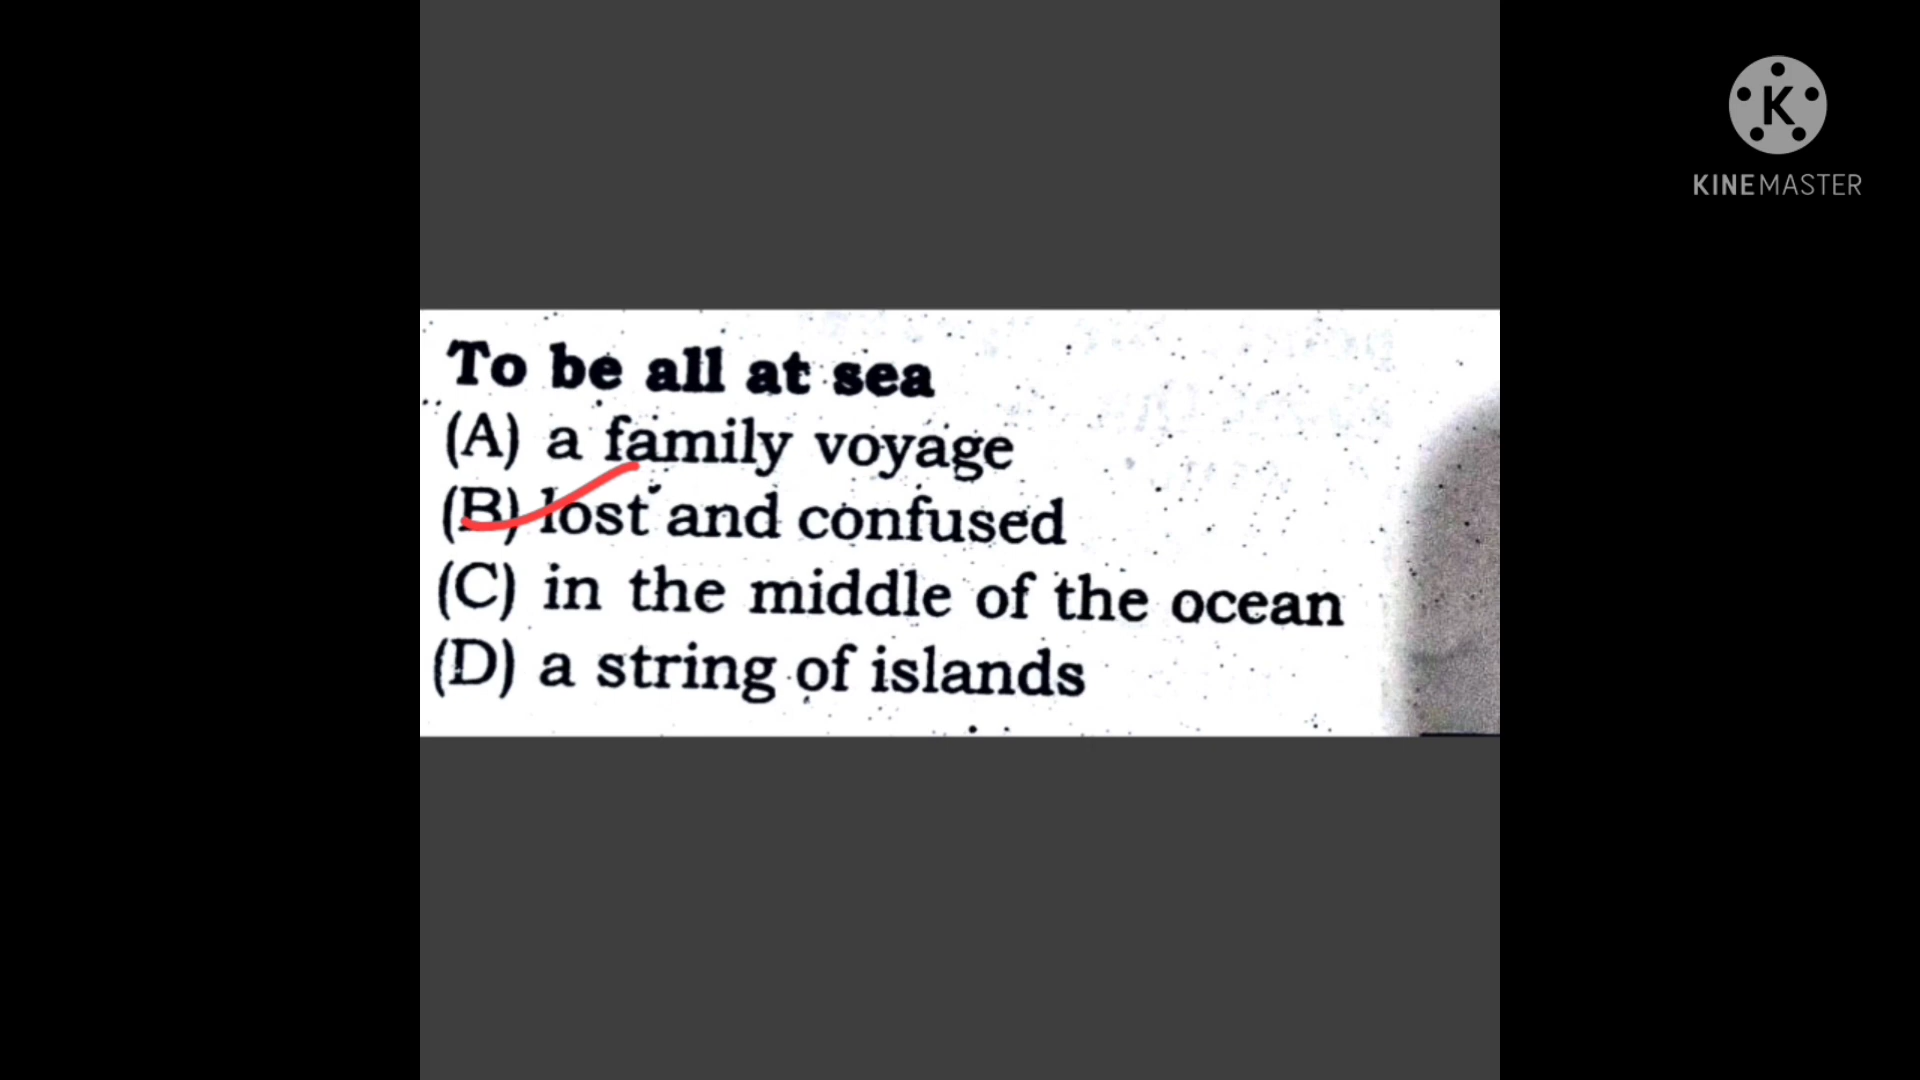 To be all at sea
(A) a family voyage
(B) lost and confused
(C) in the middle of the ocean
(D) a string of islands
K
KINEMASTER